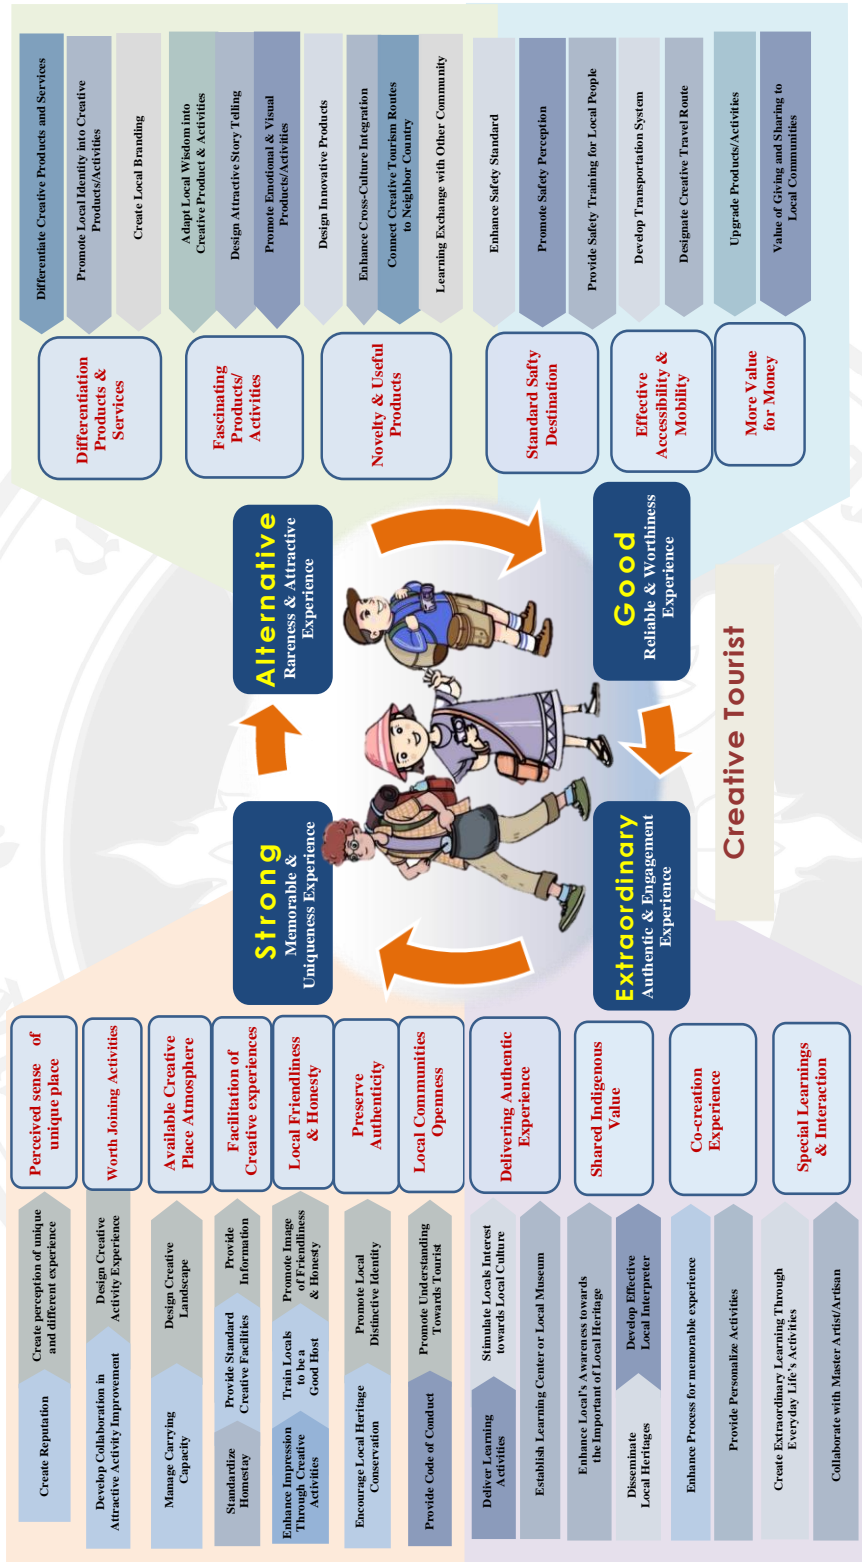 Create Reputation
Create perception of unique
and different experience
Perceived sense of
unique place
Develop Collaboration in
Attractive Activity Improvement
Design Creative
Activity Experience
Worth Joining Activities
Manage Carrying
Capacity
Design Creative
Landscape
Available Creative
Place Atmosphere
Standardize
Homestay
Provide Standard
Creative Facilities
Provide
Information
Facilitation of
Creative experiences
Enhance Impression
Through Creative
Activities
Train Locals
to be a
Good Host
Promote Image
of Friendliness
& Honesty
Local Friendliness
& Honesty
Encourage Local Heritage
Conservation
Promote Local
Distinctive Identity
Preserve
Authenticity
Provide Code of Conduct
Promote Understanding
Towards Tourist
Local Communities
Openness
Deliver Learning
Activities
Stimulate Locals Interest
towards Local Culture
Establish Learning Center or Local Museum
Delivering Authentic
Experience
Enhance Local's Awareness towards
the Important of Local Heritage
Disseminate
Local Heritages
Develop Effective
Local Interpreter
Shared Indigenous
Value
Enhance Process for memorable experience
Provide Personalize Activities
Co-creation
Experience
Create Extraordinary Learning Through
Everyday Life's Activities
Collaborate with Master Artist/Artisan
Special Learnings
& Interaction
Strong
Memorable &
Uniqueness Experience
Alternative
Rareness & Attractive
Experience
Extraordinary
Authentic & Engagement
Experience
Good
Reliable & Worthiness
Experience
Creative Tourist
Differentiation
Products &
Services
Differentiate Creative Products and Services
Promote Local Identity into Creative
Products/Activities
Create Local Branding
Fascinating
Products/
Activities
Adapt Local Wisdom into
Creative Product & Activities
Design Attractive Story Telling
Promote Emotional & Visual
Products/Activities
Novelty & Useful
Products
Design Innovative Products
Enhance Cross-Culture Integration
Connect Creative Tourism Routes
to Neighbor Country
Learning Exchange with Other Community
Standard Safty
Destination
Enhance Safety Standard
Promote Safety Perception
Provide Safety Training for Local People
Effective
Accessibility &
Mobility
Develop Transportation System
Designate Creative Travel Route
More Value
for Money
Upgrade Products/Activities
Value of Giving and Sharing to
Local Communities